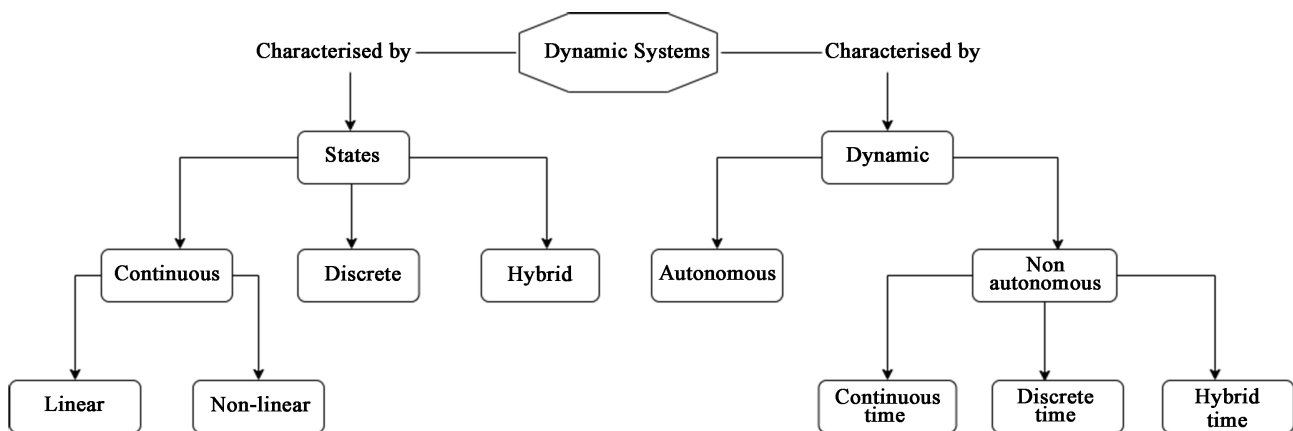 Characterised by
Dynamic Systems
Characterised by
States
Dynamic
Continuous
Discrete
Hybrid
Autonomous
Non
autonomous
Linear
Non-linear
Continuous
time
Discrete
time
Hybrid
time